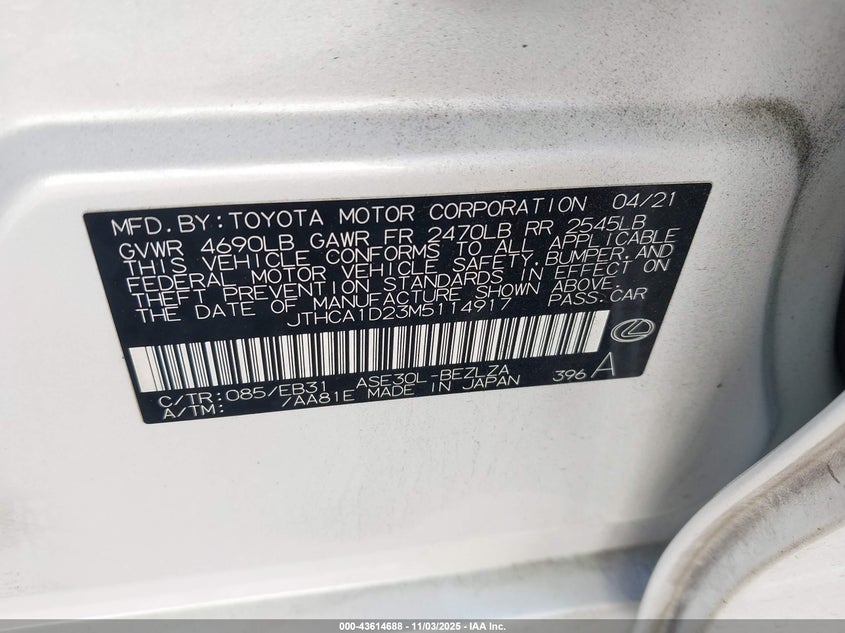 MFD.BY:TOYOTA MOTOR CORPORATION 04/21
GVWR 4690LB GAWR FR 2470LB RR 2545LB
THIS VEHICLE CONFORMS TO ALL APPLICABLE
FEDERAL MOTOR VEHICLE SAFETY,BUMPER,AND
THEFT PREVENTION STANDARDS IN EFFECT ON
THE DATE OF MANUFACTURE SHOWN ABOVE.
JTHCA1D23M5114917 PASS.CAR
C/TR:085/EB31 ASE30L-BEZLZA 396 A
A/TM: /AA81E MADE IN JAPAN
000-43614688 - 11/03/2025 - IAA Inc.